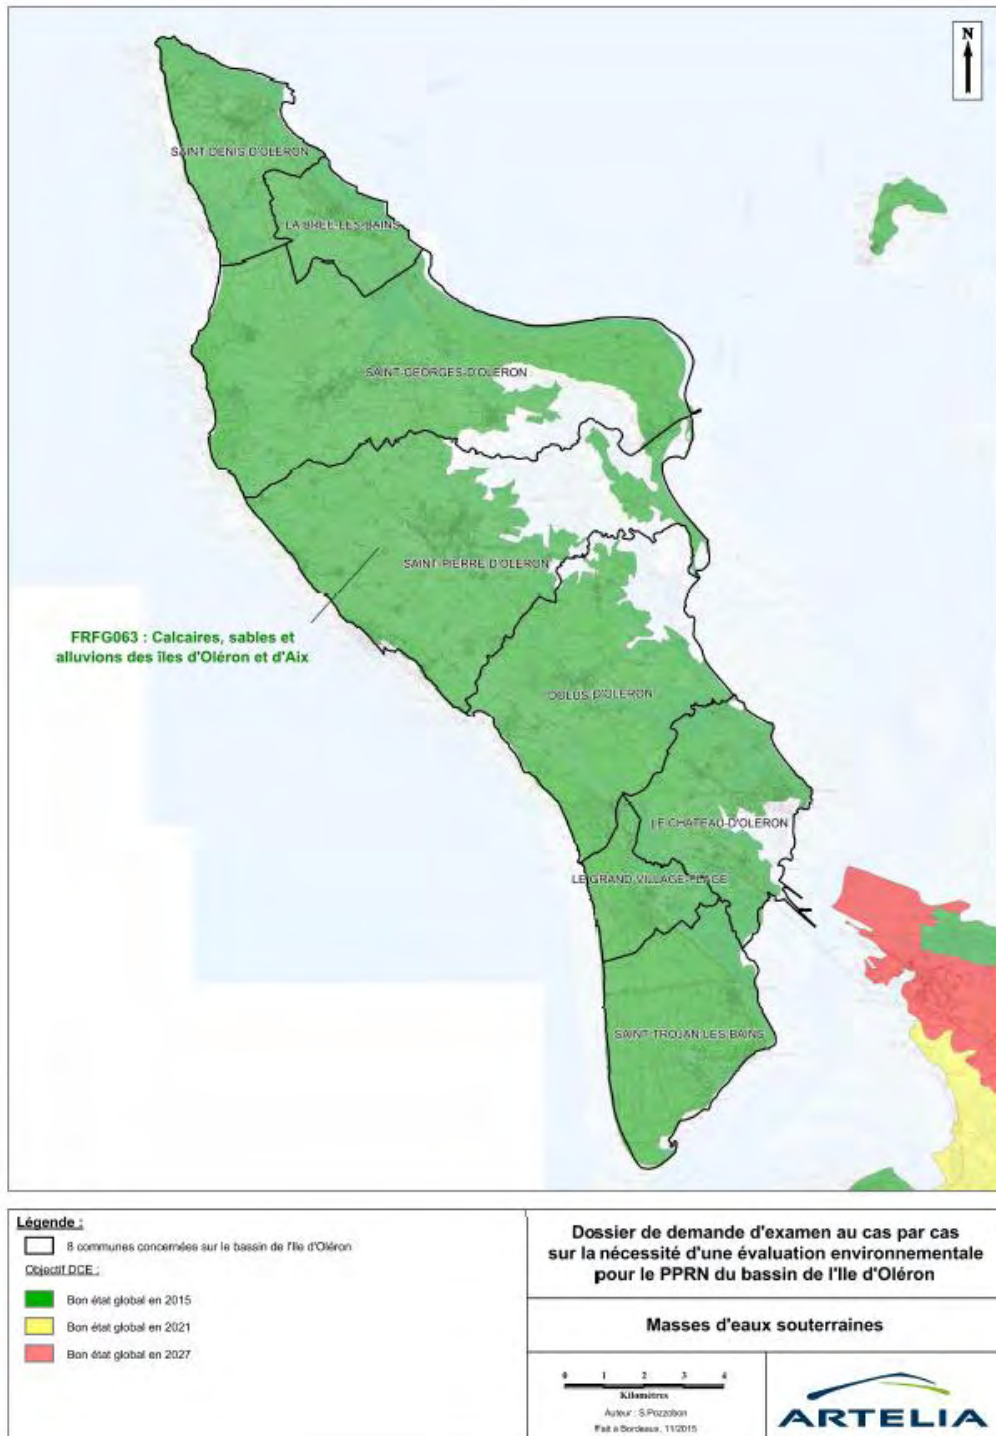 N
SAINT-DENIS-D'OLERON
LA BREE-LES-BAINS
SAINT-GEORGES-D'OLERON
SAINT-PIERRE-D'OLERON
FRFG063 : Calcaires, sables et
alluvions des îles d'Oléron et d'Aix
DOLUS-D'OLERON
LE CHATEAU-D'OLERON
LE GRAND-VILLAGE-PLAGE
SAINT-TROJAN-LES-BAINS
Légende :
8 communes concernées sur le bassin de l'Ile d'Oléron
Objectif DCE :
Bon état global en 2015
Bon état global en 2021
Bon état global en 2027
Dossier de demande d'examen au cas par cas
sur la nécessité d'une évaluation environnementale
pour le PPRN du bassin de l'Ile d'Oléron
Masses d'eaux souterraines
0 1 2 3 4
Kilomètres
Auteur : S.Pozzobon
Fait à Bordeaux, 11/2015
ARTELIA